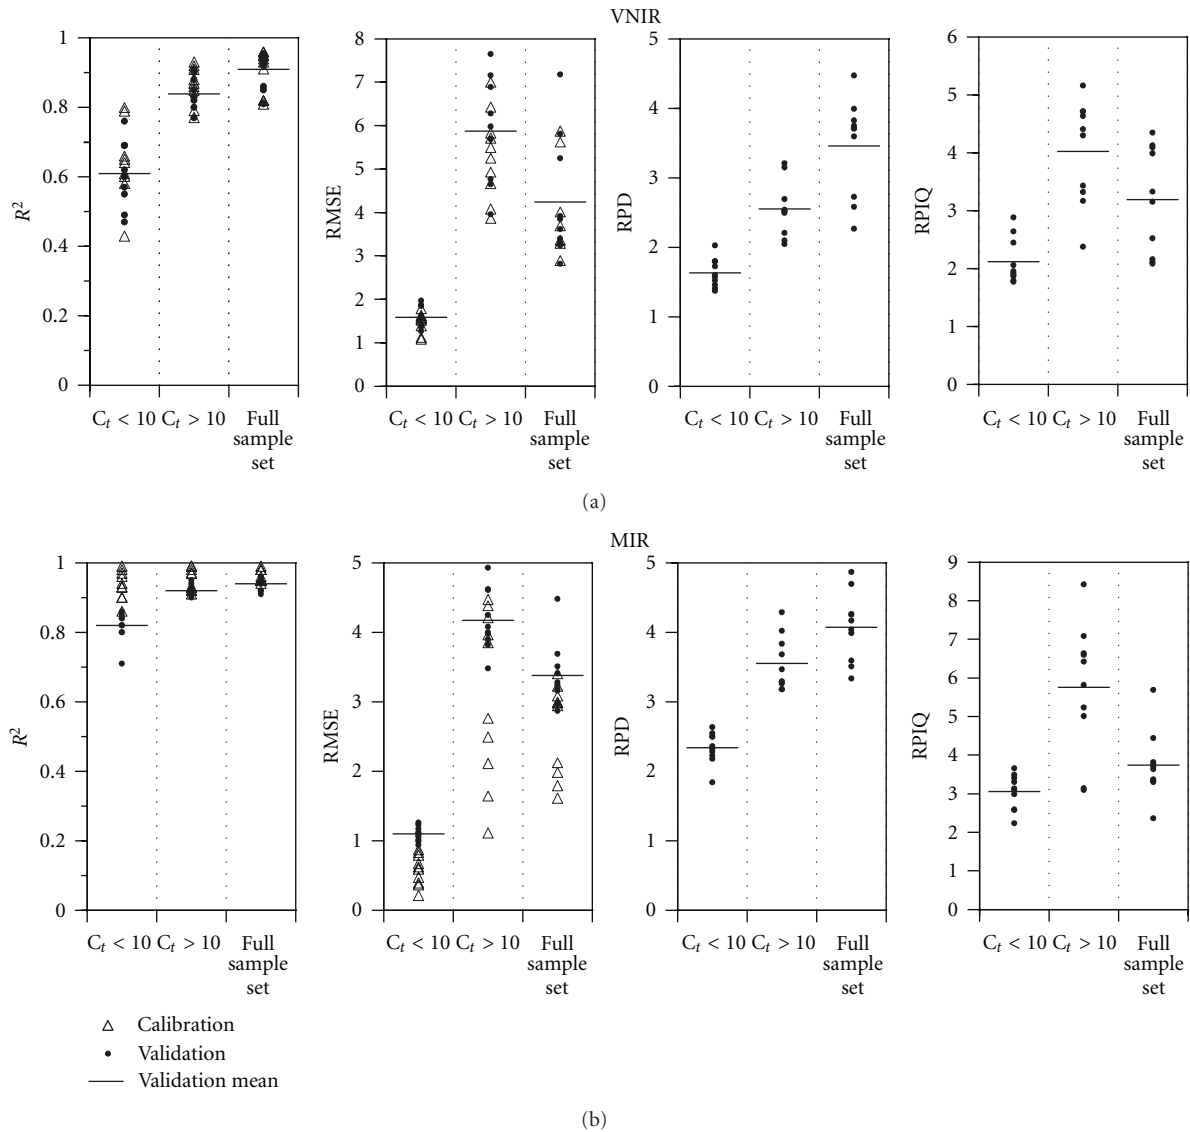 VNIR
R²
1
0.8
0.6
0.4
0.2
0
C_t < 10 C_t > 10 Full sample set
RMSE
8
7
6
5
4
3
2
1
0
C_t < 10 C_t > 10 Full sample set
RPD
5
4
3
2
1
0
C_t < 10 C_t > 10 Full sample set
RPIQ
6
5
4
3
2
1
0
C_t < 10 C_t > 10 Full sample set
(a)
MIR
R²
1
0.8
0.6
0.4
0.2
0
C_t < 10 C_t > 10 Full sample set
RMSE
5
4
3
2
1
0
C_t < 10 C_t > 10 Full sample set
RPD
5
4
3
2
1
0
C_t < 10 C_t > 10 Full sample set
RPIQ
9
8
7
6
5
4
3
2
1
0
C_t < 10 C_t > 10 Full sample set
Calibration
Validation
Validation mean
(b)